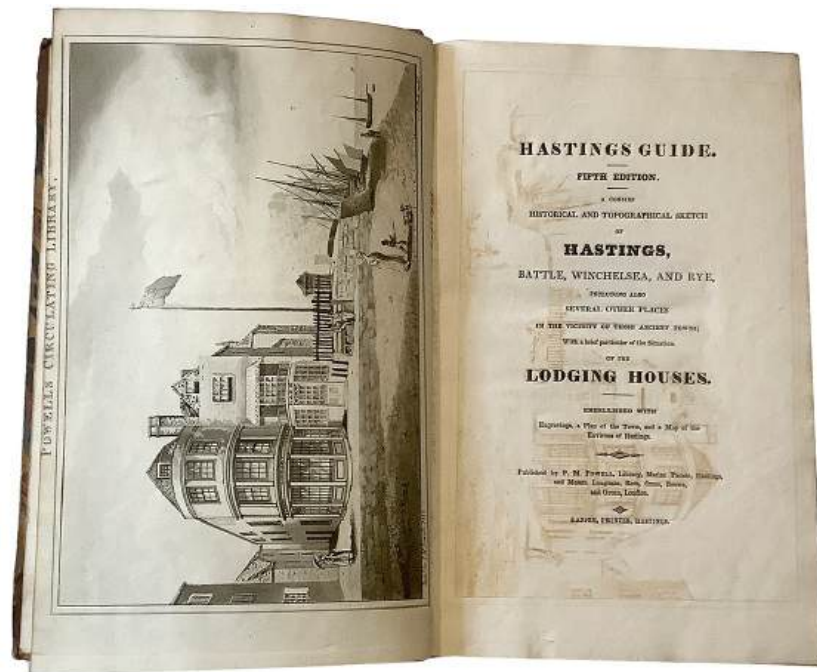 POWELLS CIRCULATING LIBRARY.
HASTINGS GUIDE.
FIFTH EDITION.
A CONCISE
HISTORICAL AND TOPOGRAPHICAL SKETCH
OF
HASTINGS,
BATTLE, WINCHELSEA, AND RYE,
INCLUDING ALSO
SEVERAL OTHER PLACES
IN THE VICINITY OF THOSE ANCIENT TOWNS;
With a brief particular of the Situation
OF THE
LODGING HOUSES.
EMBELLISHED WITH
Engravings, a Plan of the Town, and a Map of the
Environs of Hastings.
Published by P. M. POWELL, Library, Marine Parade, Hastings,
and Messrs. Longman, Rees, Orme, Brown,
and Green, London.
PRINTER, HASTINGS.